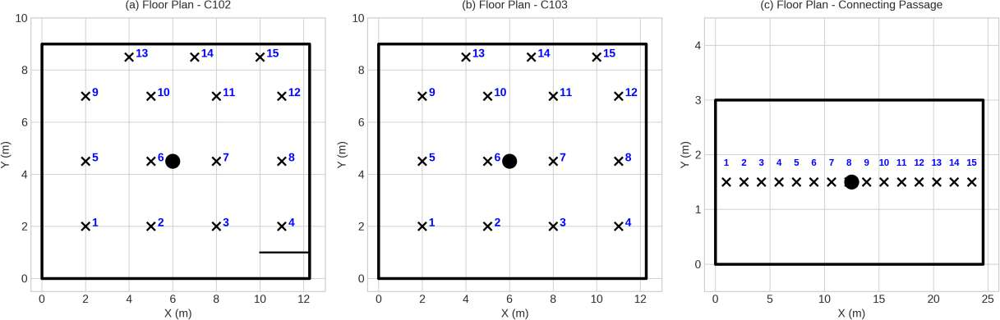 (a) Floor Plan - C102
10
8
6
4
2
0
Y (m)
13 14 15
9 10 11 12
5 6 7 8
1 2 3 4
0 2 4 6 8 10 12
X (m)
(b) Floor Plan - C103
10
8
6
4
2
0
Y (m)
13 14 15
9 10 11 12
5 6 7 8
1 2 3 4
0 2 4 6 8 10 12
X (m)
(c) Floor Plan - Connecting Passage
4
3
2
1
0
Y (m)
1 2 3 4 5 6 7 8 9 10 11 12 13 14 15
0 5 10 15 20 25
X (m)